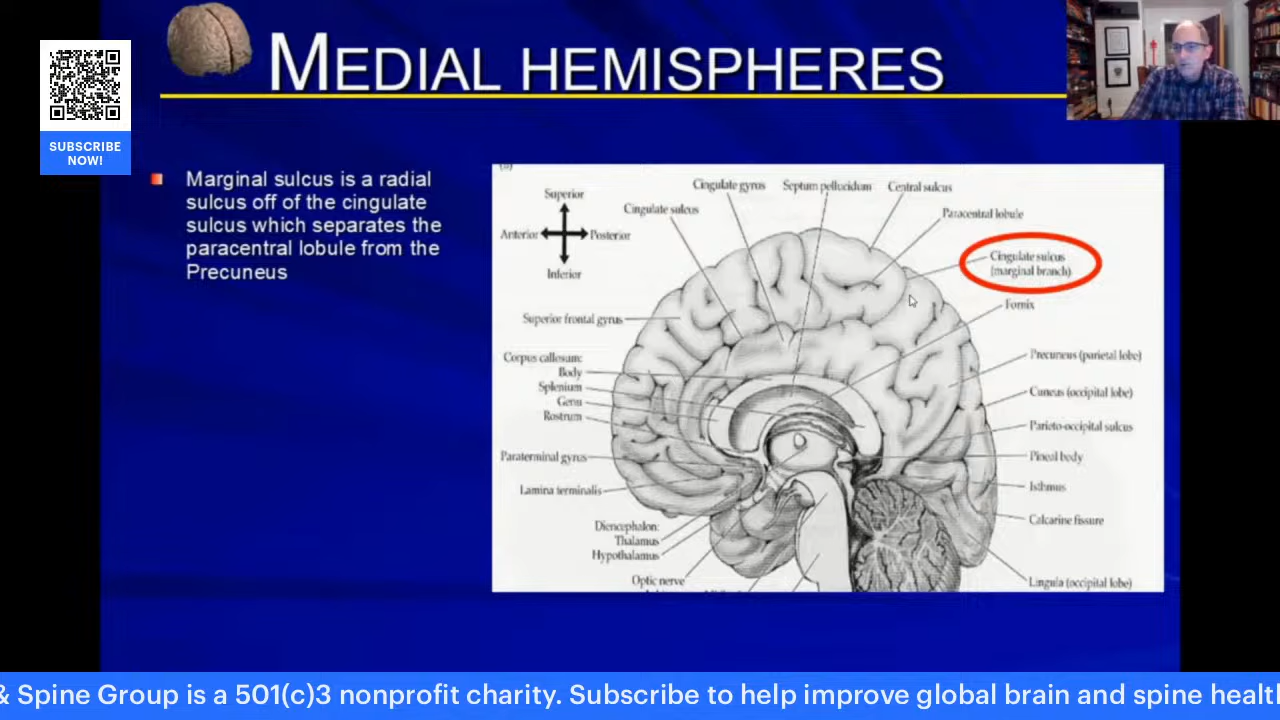 MEDIAL HEMISPHERES
SUBSCRIBE
NOW!
Marginal sulcus is a radial
sulcus off of the cingulate
sulcus which separates the
paracentral lobule from the
Precuneus
Superior
Anterior
Posterior
Inferior
Cingulate gyrus
Septum pellucidum
Central sulcus
Cingulate sulcus
Paracentral lobule
Cingulate sulcus
(marginal branch)
Fornix
Superior frontal gyrus
Precuneus (parietal lobe)
Corpus callosum:
Body
Splenium
Genu
Rostrum
Cuneus (occipital lobe)
Parieto-occipital sulcus
Paraterminal gyrus
Pineal body
Lamina terminalis
Isthmus
Calcarine fissure
Diencephalon:
Thalamus
Hypothalamus
Optic nerve
Lingula (occipital lobe)
& Spine Group is a 501(c)3 nonprofit charity. Subscribe to help improve global brain and spine healt